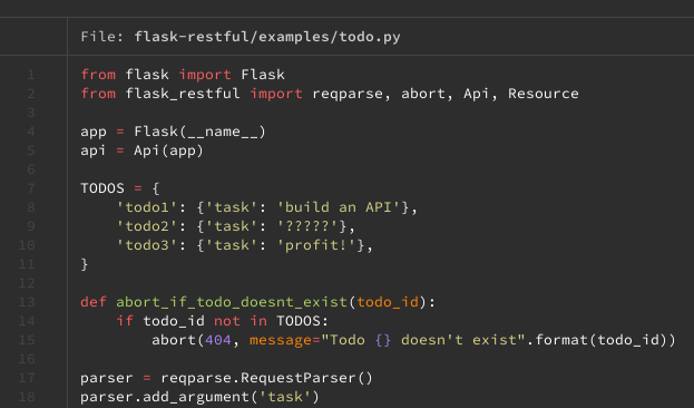 File: flask-restful/examples/todo.py
1 from flask import Flask
2 from flask_restful import reqparse, abort, Api, Resource
3
4 app = Flask(__name__)
5 api = Api(app)
6
7 TODOS = {
8     'todo1': {'task': 'build an API'},
9     'todo2': {'task': '?????'},
10     'todo3': {'task': 'profit!'},
11 }
12
13 def abort_if_todo_doesnt_exist(todo_id):
14     if todo_id not in TODOS:
15         abort(404, message="Todo {} doesn't exist".format(todo_id))
16
17 parser = reqparse.RequestParser()
18 parser.add_argument('task')